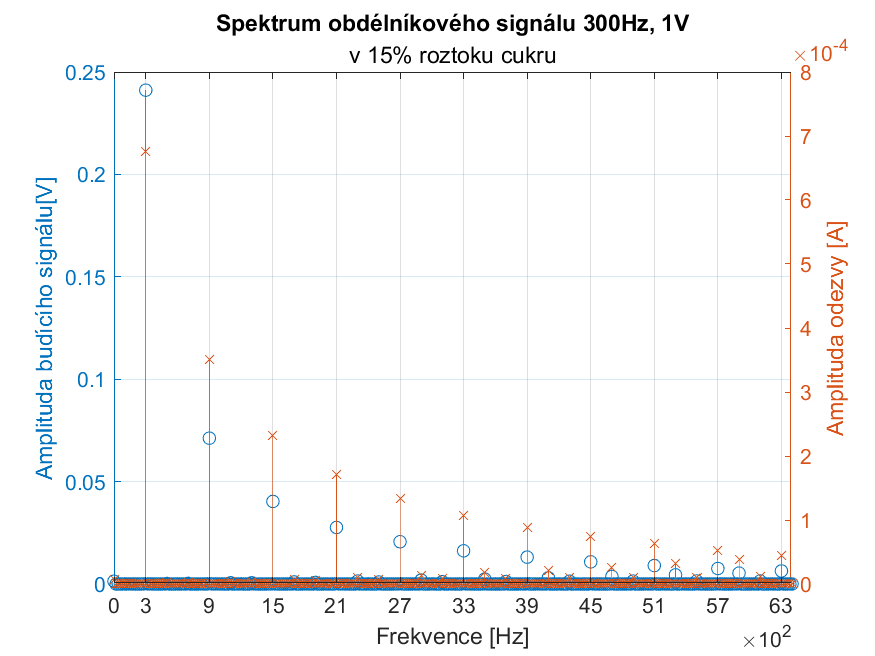 Spektrum obdélníkového signálu 300Hz, 1V
v 15% roztoku cukru
×10⁻⁴
0.25
0.2
0.15
0.1
0.05
0
Amplituda budícího signálu[V]
8
7
6
5
4
3
2
1
0
Amplituda odezvy [A]
0 3 9 15 21 27 33 39 45 51 57 63
Frekvence [Hz]
×10²